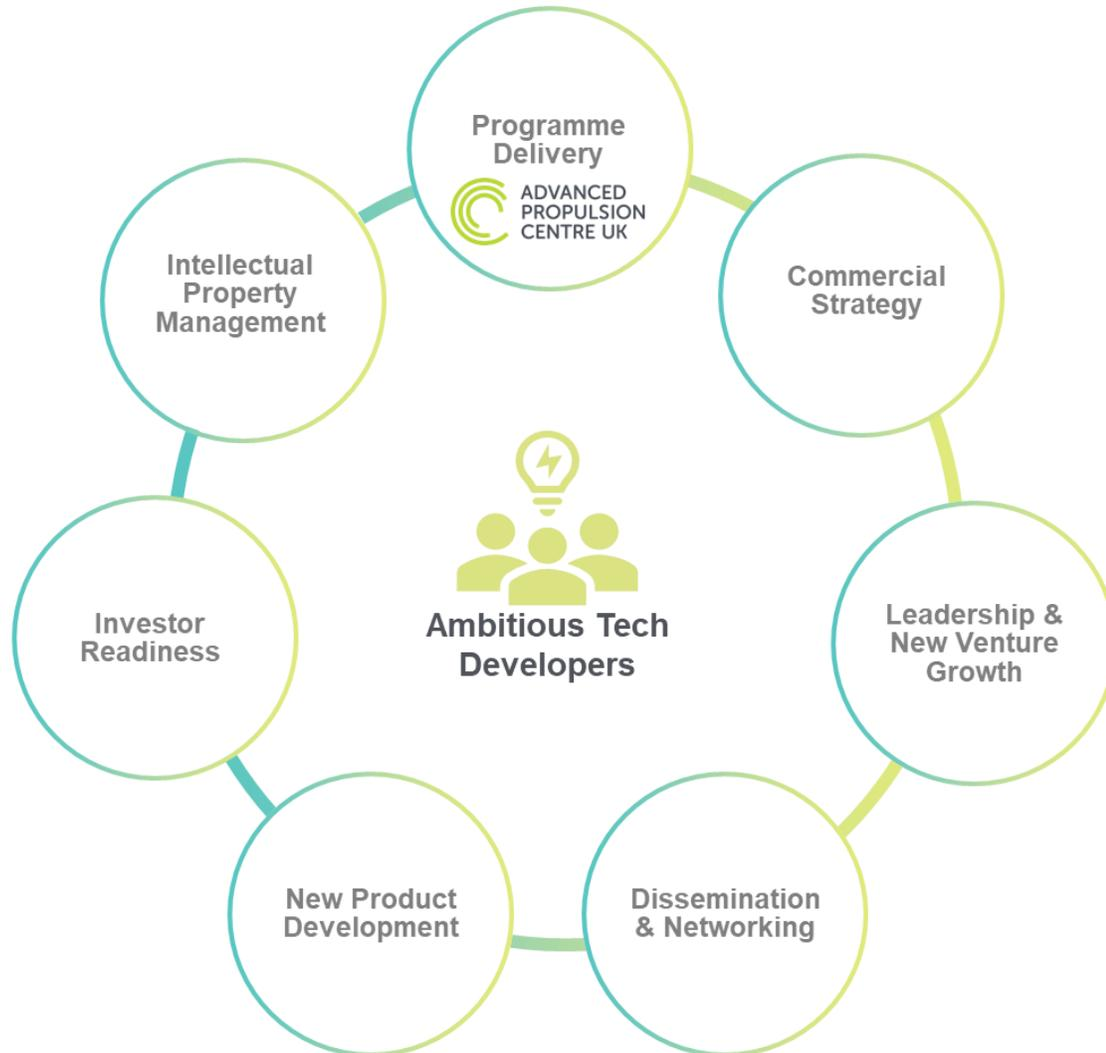 Programme
Delivery
ADVANCED
PROPULSION
CENTRE UK
Commercial
Strategy
Leadership &
New Venture
Growth
Dissemination
& Networking
New Product
Development
Investor
Readiness
Intellectual
Property
Management
Ambitious Tech
Developers